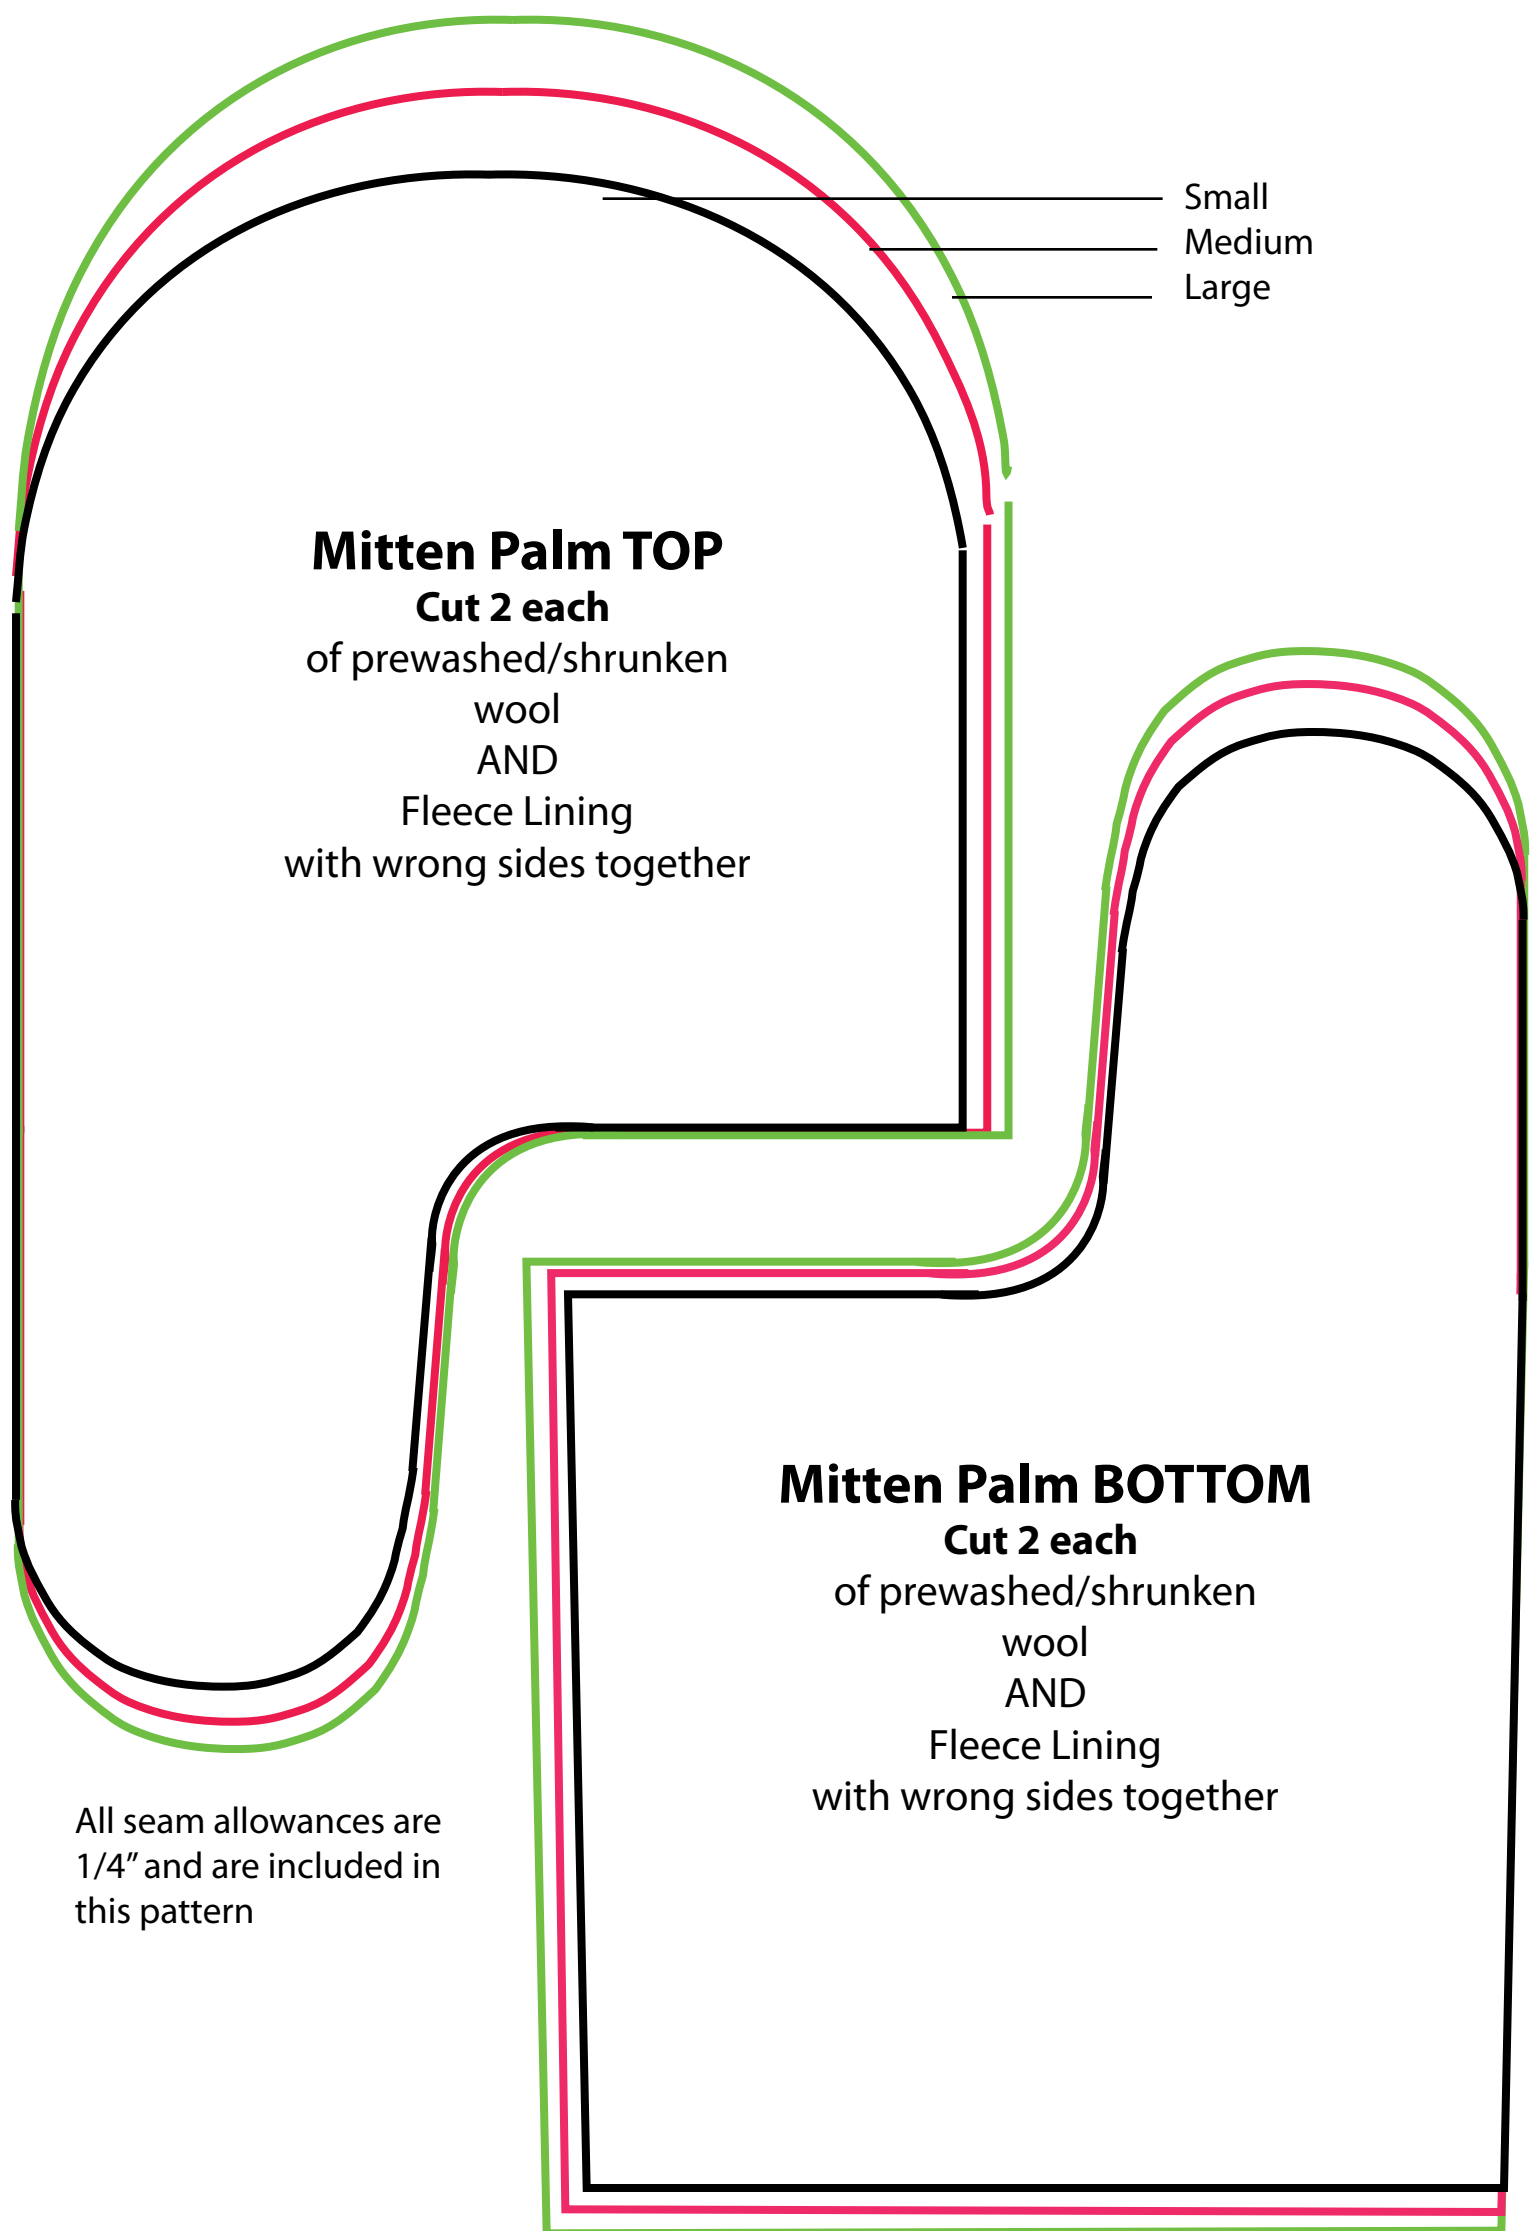 Small
Medium
Large
Mitten Palm TOP
Cut 2 each
of prewashed/shrunken
wool
AND
Fleece Lining
with wrong sides together
Mitten Palm BOTTOM
Cut 2 each
of prewashed/shrunken
wool
AND
Fleece Lining
with wrong sides together
All seam allowances are
1/4” and are included in
this pattern